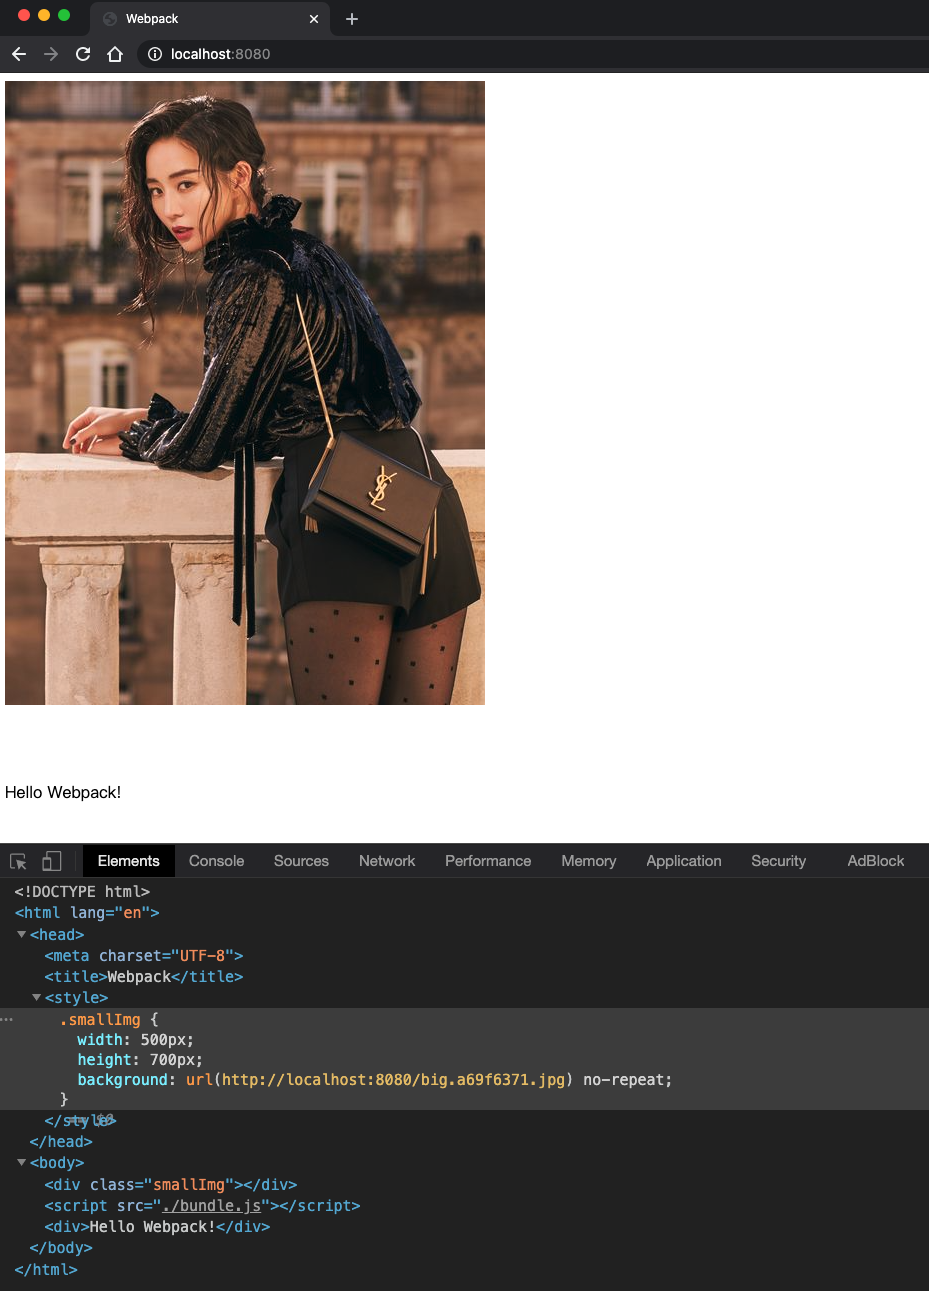 Webpack
localhost:8080
YSL
Hello Webpack!
Elements Console Sources Network Performance Memory Application Security AdBlock
<!DOCTYPE html>
<html lang="en">
<head>
<meta charset="UTF-8">
<title>Webpack</title>
<style>
.smallImg {
width: 500px;
height: 700px;
background: url(http://localhost:8080/big.a69f6371.jpg) no-repeat;
}
</style>
</head>
<body>
<div class="smallImg"></div>
<script src="./bundle.js"></script>
<div>Hello Webpack!</div>
</body>
</html>